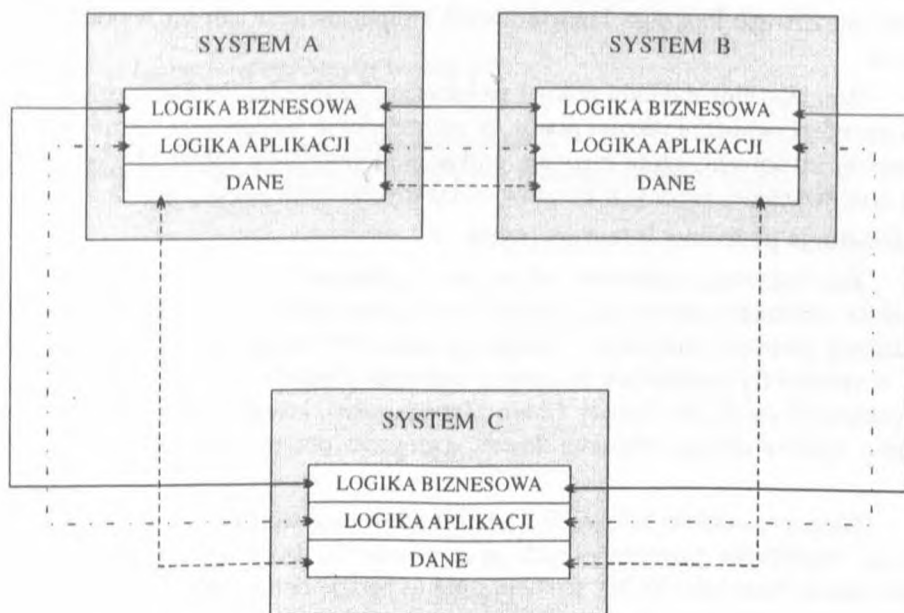 SYSTEM A
LOGIKA BIZNESOWA
LOGIKA APLIKACJI
DANE
SYSTEM B
LOGIKA BIZNESOWA
LOGIKA APLIKACJI
DANE
SYSTEM C
LOGIKA BIZNESOWA
LOGIKA APLIKACJI
DANE